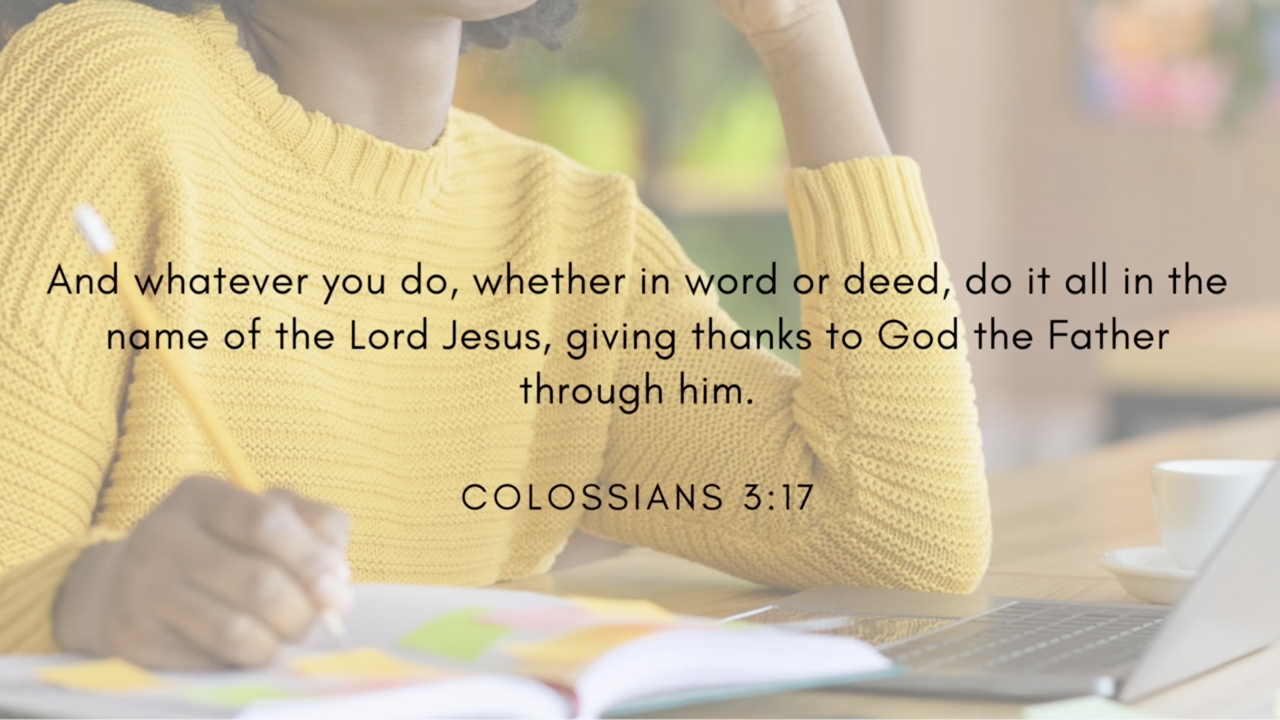 And whatever you do, whether in word or deed, do it all in the
name of the Lord Jesus, giving thanks to God the Father
through him.
COLOSSIANS 3:17